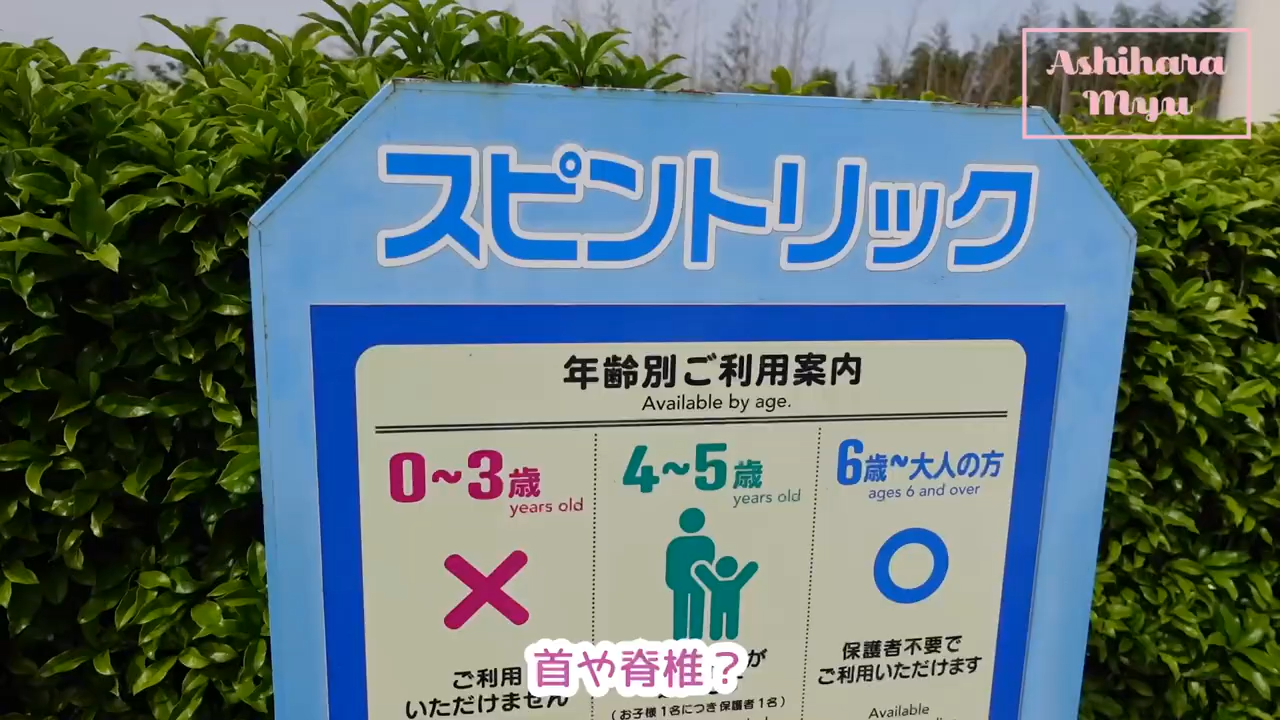 Ashihara
Myu
スピントリック
年齢別ご利用案内
Available by age.
0~3歳
years old
4~5歳
years old
6歳~大人の方
ages 6 and over
ご利用
いただけません
が
(お子様1名につき保護者1名)
保護者不要で
ご利用いただけます
Available
首や脊椎？